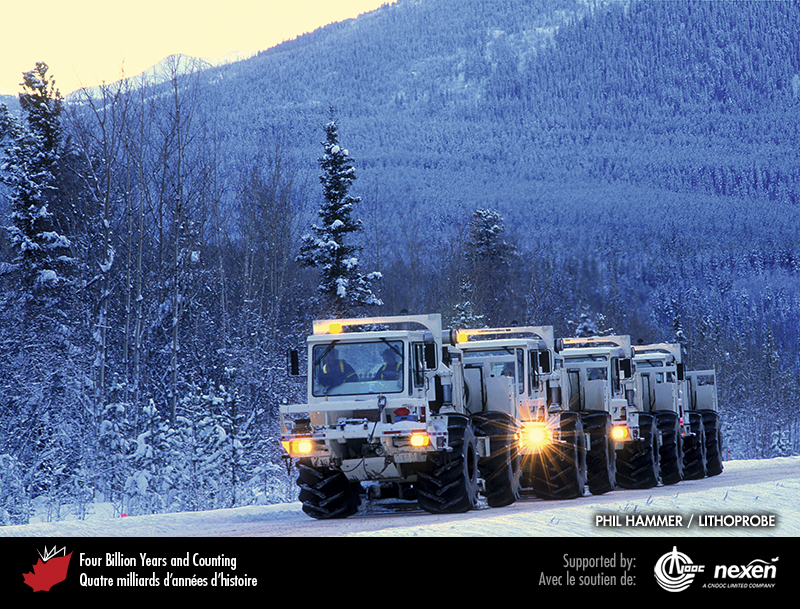 PHIL HAMMER / LITHOPROBE
Four Billion Years and Counting
Quatre milliards d'années d'histoire
Supported by:
Avec le soutien de:
CNOOC
nexen
A CNOOC LIMITED COMPANY